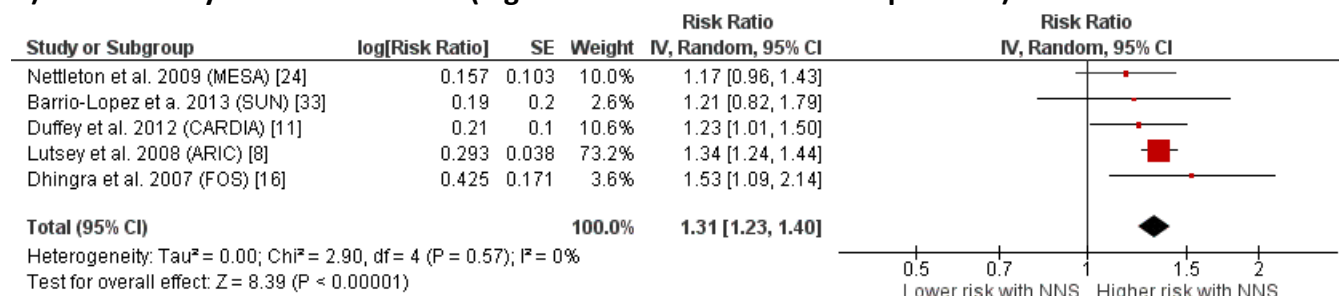 Risk Ratio Risk Ratio
Study or Subgroup log[Risk Ratio] SE Weight IV, Random, 95% CI IV, Random, 95% CI
Nettleton et al. 2009 (MESA) [24] 0.157 0.103 10.0% 1.17 [0.96, 1.43]
Barrio-Lopez et a. 2013 (SUN) [33] 0.19 0.2 2.6% 1.21 [0.82, 1.79]
Duffey et al. 2012 (CARDIA) [11] 0.21 0.1 10.6% 1.23 [1.01, 1.50]
Lutsey et al. 2008 (ARIC) [8] 0.293 0.038 73.2% 1.34 [1.24, 1.44]
Dhingra et al. 2007 (FOS) [16] 0.425 0.171 3.6% 1.53 [1.09, 2.14]
Total (95% CI) 100.0% 1.31 [1.23, 1.40]
Heterogeneity: Tau² = 0.00; Chi² = 2.90, df = 4 (P = 0.57); I² = 0%
Test for overall effect: Z = 8.39 (P < 0.00001)
0.5 0.7 1 1.5 2
Lower risk with NNS Higher risk with NNS